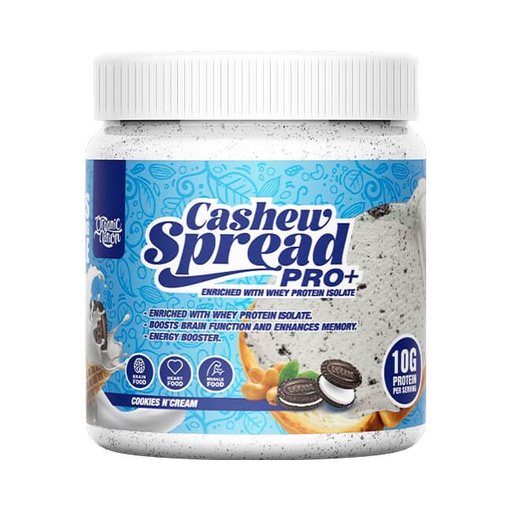 Organic
Nation
Cashew
Spread
PRO+
ENRICHED WITH WHEY PROTEIN ISOLATE
- ENRICHED WITH WHEY PROTEIN ISOLATE.
- BOOSTS BRAIN FUNCTION AND ENHANCES MEMORY.
- ENERGY BOOSTER.
BRAIN
FOOD
HEART
FOOD
MUSCLE
FOOD
10G
PROTEIN
PER SERVING
COOKIES N'CREAM